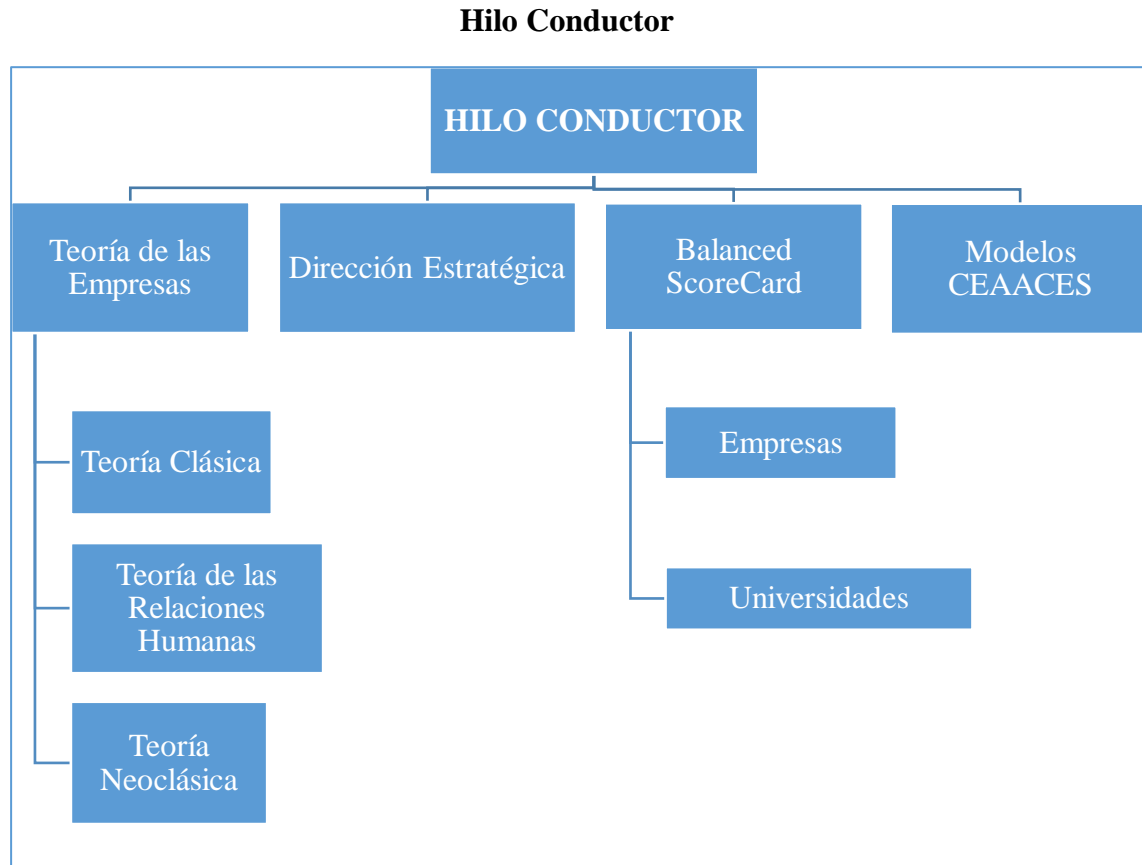 Hilo Conductor
HILO CONDUCTOR
Teoría de las
Empresas
Dirección Estratégica
Balanced
ScoreCard
Modelos
CEAACES
Teoría Clásica
Teoría de las
Relaciones
Humanas
Teoría
Neoclásica
Empresas
Universidades